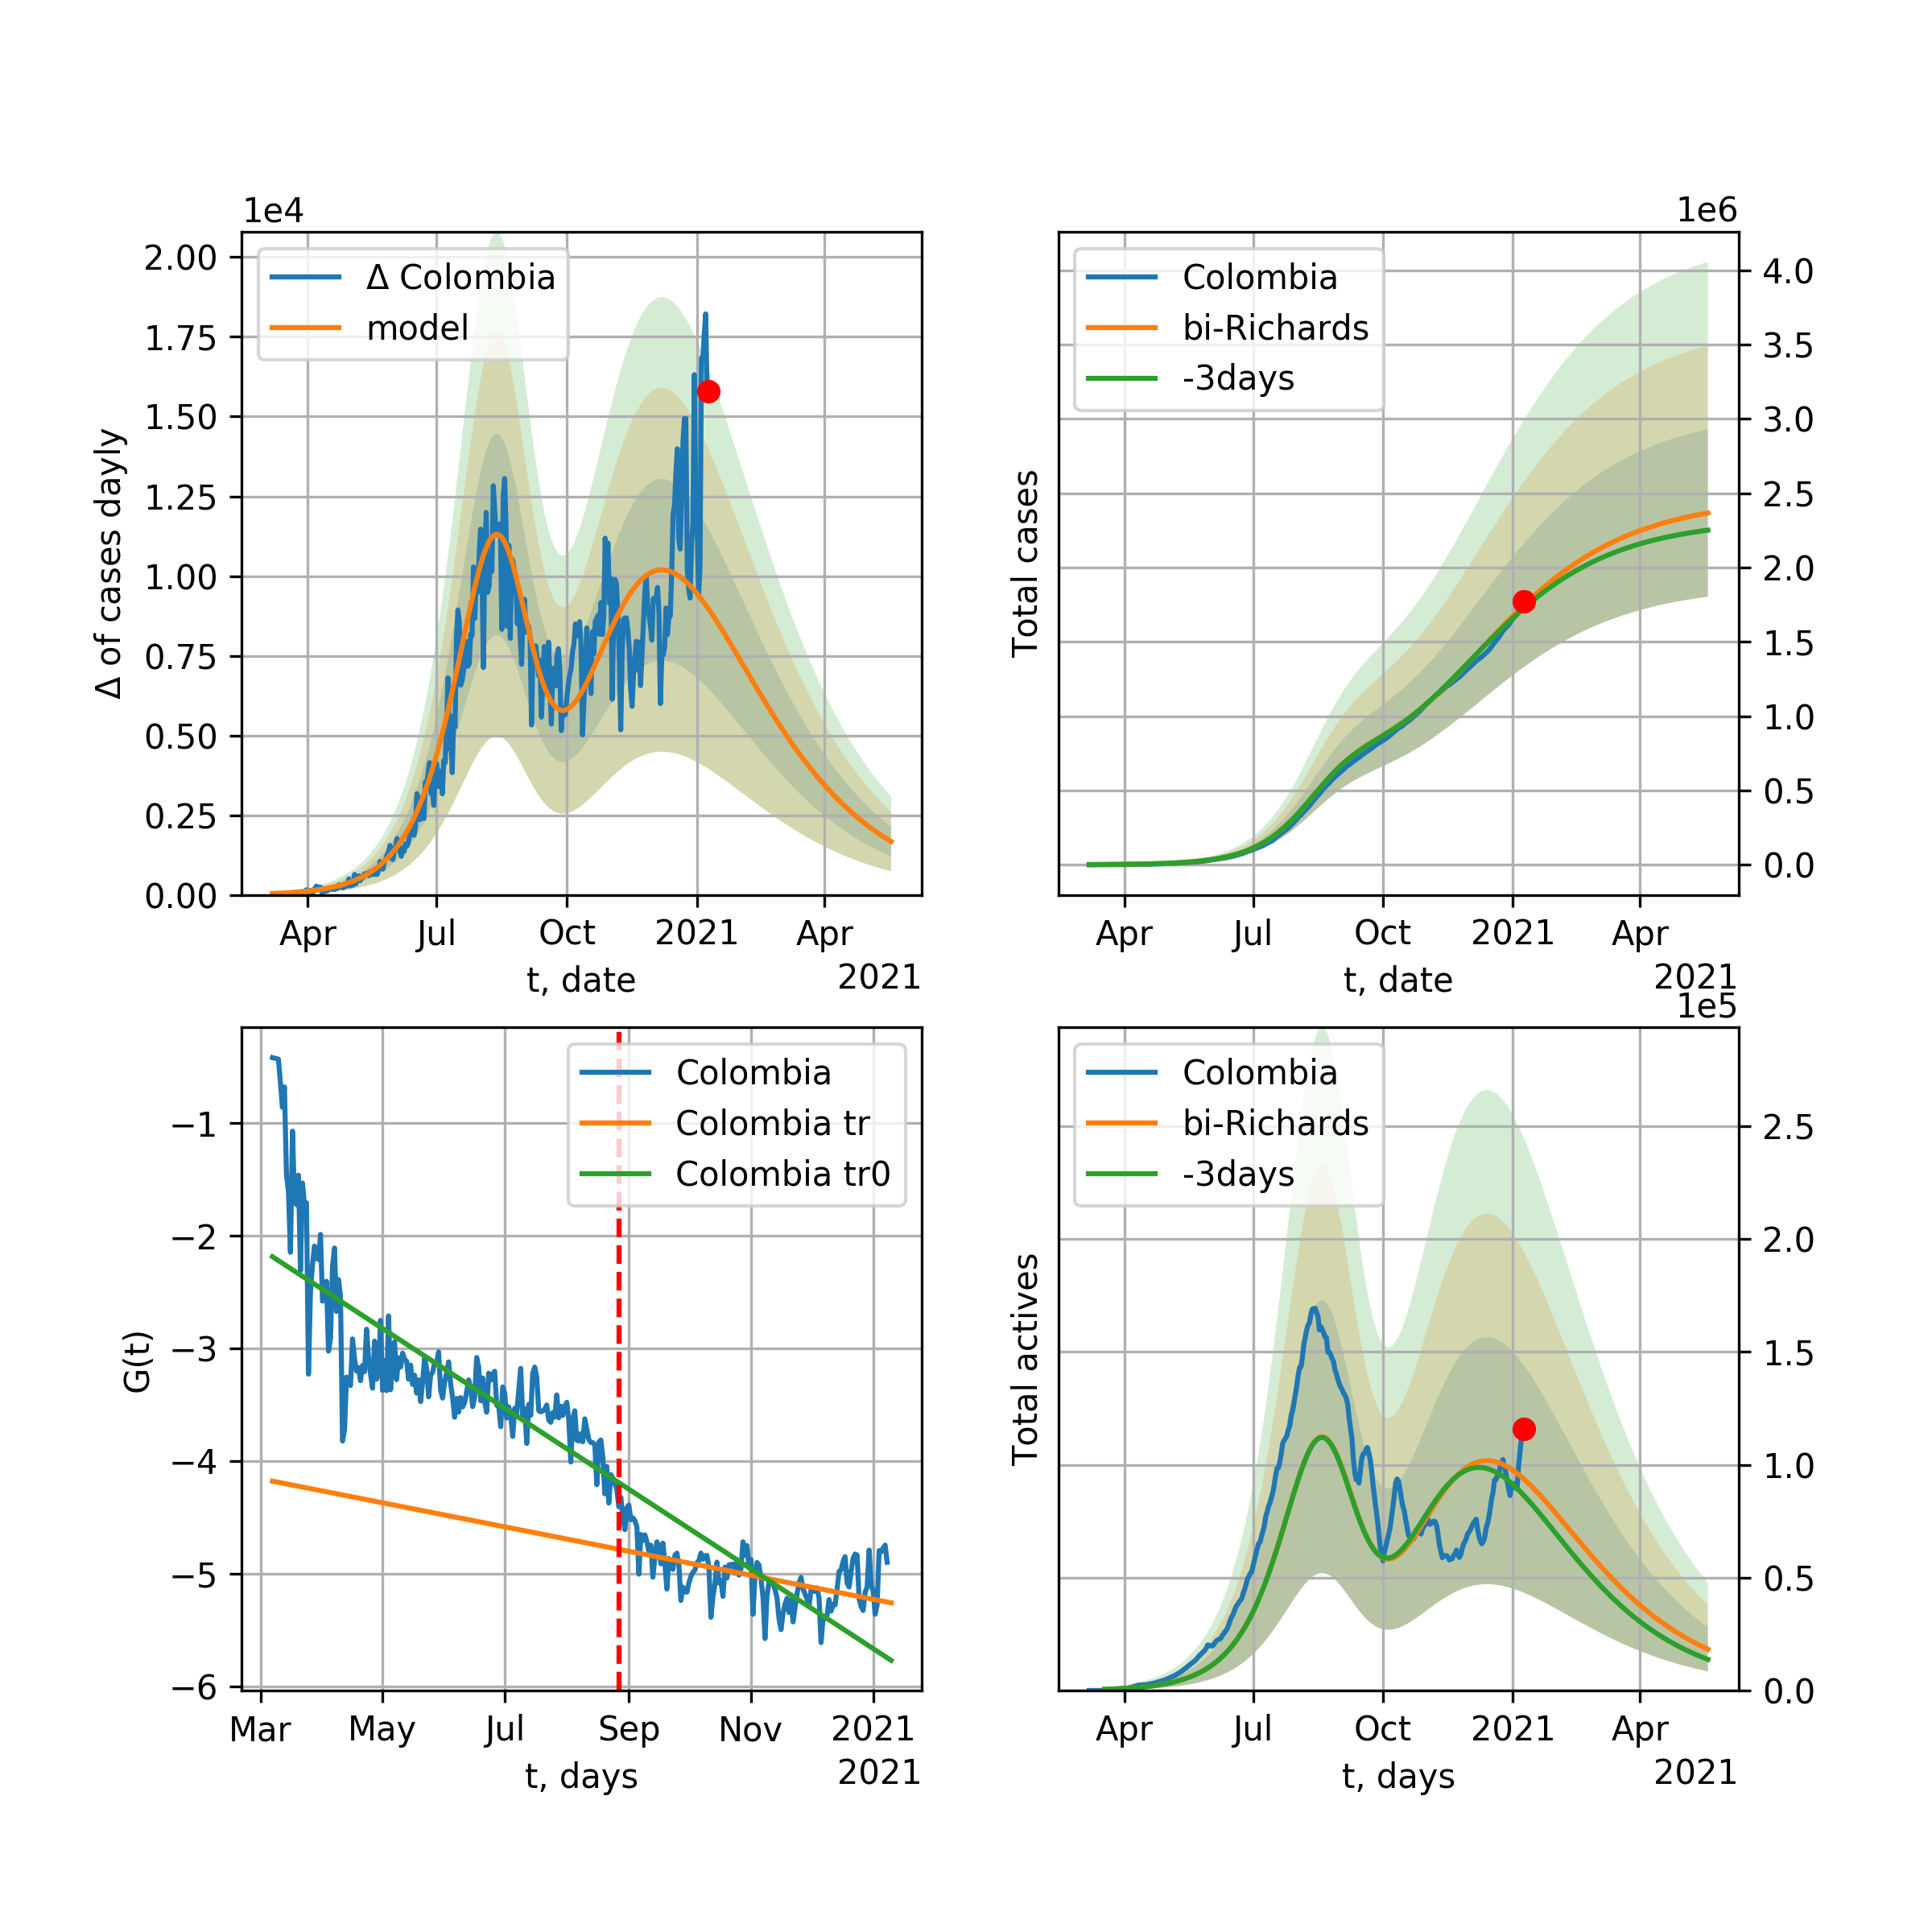 1e4
Δ of cases dayly
2.00
1.75
1.50
1.25
1.00
0.75
0.50
0.25
0.00
Δ Colombia
model
Apr Jul Oct 2021 Apr
t, date
2021
1e6
Total cases
Colombia
bi-Richards
-3days
4.0
3.5
3.0
2.5
2.0
1.5
1.0
0.5
0.0
Apr Jul Oct 2021 Apr
t, date
2021
G(t)
−1
−2
−3
−4
−5
−6
Colombia
Colombia tr
Colombia tr0
Mar May Jul Sep Nov 2021
t, days
2021
1e5
Total actives
Colombia
bi-Richards
-3days
2.5
2.0
1.5
1.0
0.5
0.0
Apr Jul Oct 2021 Apr
t, days
2021